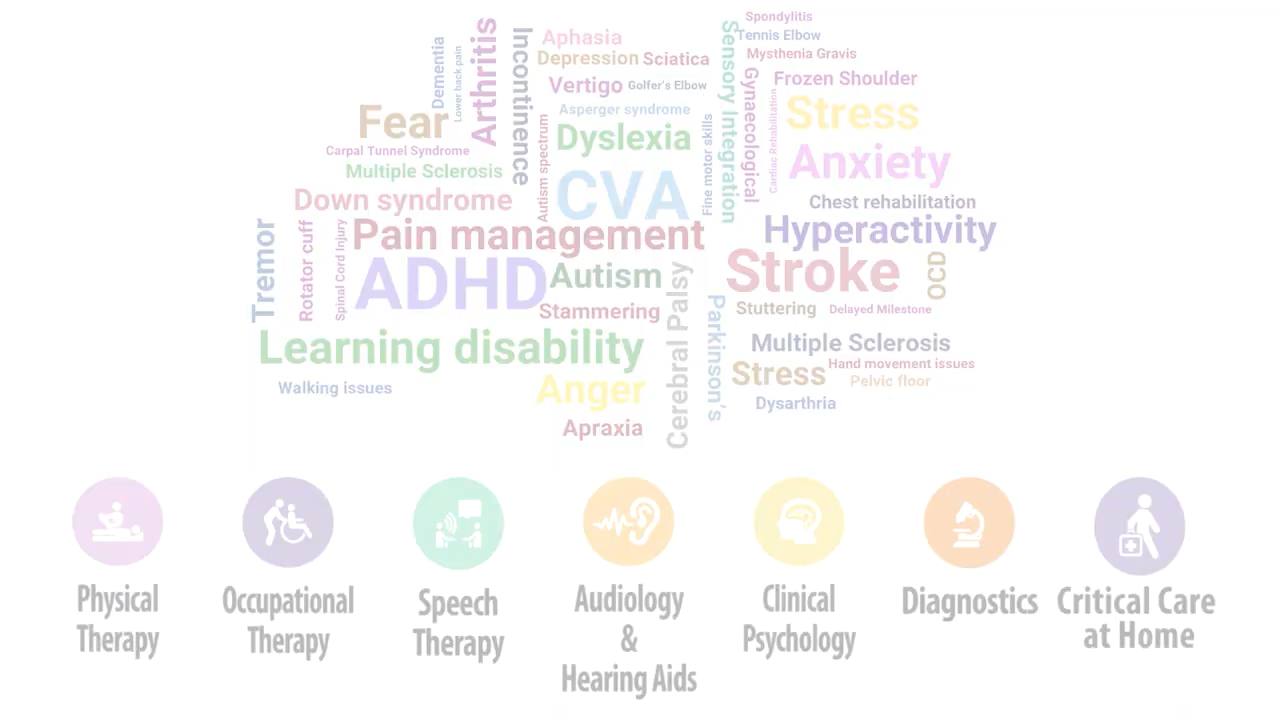 Spondylitis
Tennis Elbow
Mysthenia Gravis
Aphasia
Depression
Sciatica
Vertigo
Golfer's Elbow
Asperger syndrome
Dyslexia
CVA
Dementia
Lower back pain
Arthritis
Incontinence
Autism spectrum
Fine motor skills
Sensory Integration
Gynaecological
Cardiac Rehabilitation
Frozen Shoulder
Stress
Anxiety
Chest rehabilitation
Hyperactivity
Fear
Carpal Tunnel Syndrome
Multiple Sclerosis
Down syndrome
Pain management
Tremor
Rotator cuff
Spinal Cord Injury
ADHD
Autism
Stammering
Cerebral Palsy
Parkinson's
Stroke
OCD
Stuttering
Delayed Milestone
Multiple Sclerosis
Hand movement issues
Stress
Pelvic floor
Dysarthria
Learning disability
Walking issues
Anger
Apraxia
Physical
Therapy
Occupational
Therapy
Speech
Therapy
Audiology
&
Hearing Aids
Clinical
Psychology
Diagnostics
Critical Care
at Home